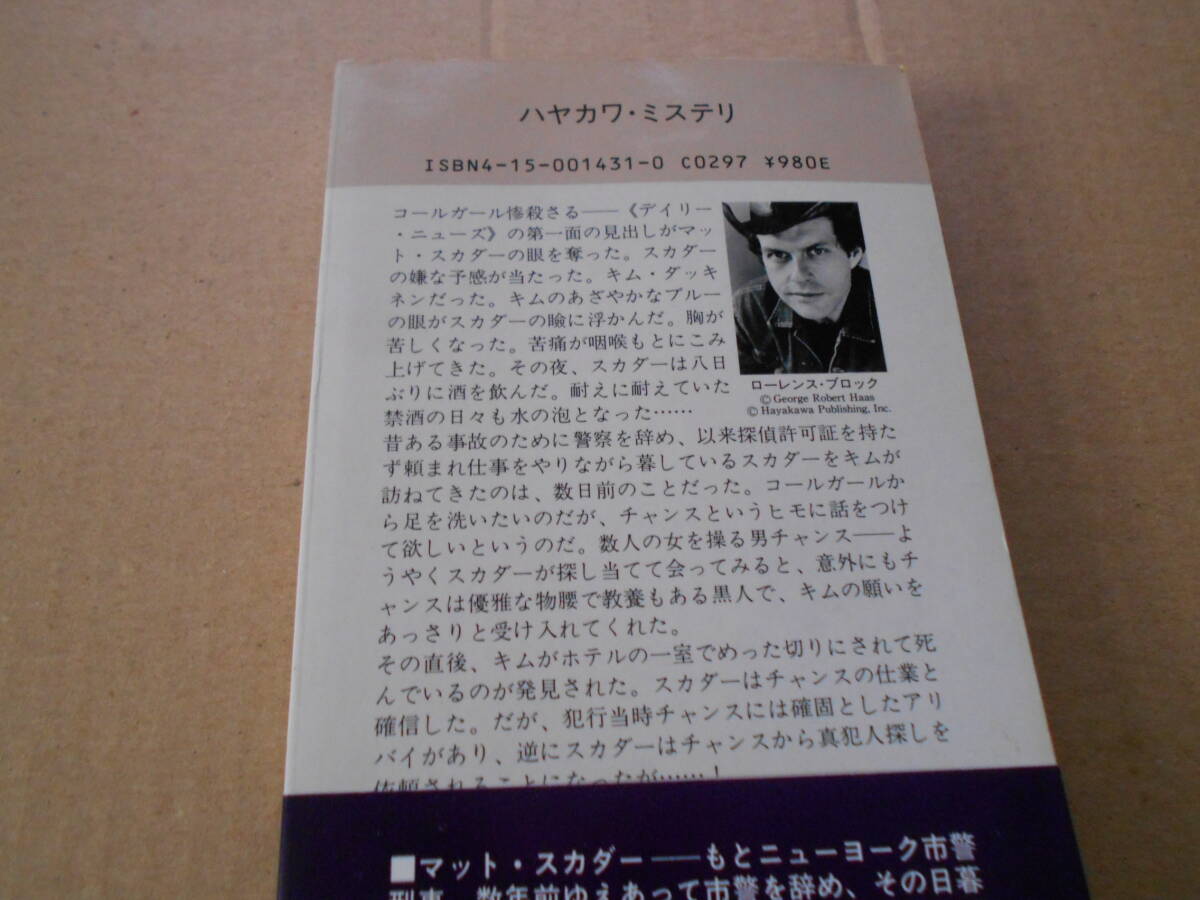 ハヤカワ・ミステリ
ISBN4-15-001431-0 C0297 ¥980E
コールガール惨殺さる――《デイリー
・ニューズ》の第一面の見出しがマッ
ト・スカダーの眼を奪った。スカダー
の嫌な予感が当たった。キム・ダッキ
ネンだった。キムのあざやかなブルー
の眼がスカダーの瞼に浮かんだ。胸が
苦しくなった。苦痛が咽喉もとにこみ
上げてきた。その夜、スカダーは八日
ぶりに酒を飲んだ。耐えに耐えていた
禁酒の日々も水の泡となった……
ローレンス・ブロック
©George Robert Haas
© Hayakawa Publishing, Inc.
昔ある事故のために警察を辞め、以来探偵許可証を持た
ず頼まれ仕事をやりながら暮しているスカダーをキムが
訪ねてきたのは、数日前のことだった。コールガールか
ら足を洗いたいのだが、チャンスというヒモに話をつけ
て欲しいというのだ。数人の女を操る男チャンス――よ
うやくスカダーが探し当てて会ってみると、意外にもチ
ャンスは優雅な物腰で教養もある黒人で、キムの願いを
あっさりと受け入れてくれた。
その直後、キムがホテルの一室でめった切りにされて死
んでいるのが発見された。スカダーはチャンスの仕業と
確信した。だが、犯行当時チャンスには確固としたアリ
バイがあり、逆にスカダーはチャンスから真犯人探しを
依頼されることになったが……！
■マット・スカダー――もとニューヨーク市警
刑事。数年前ゆえあって市警を辞め、その日暮